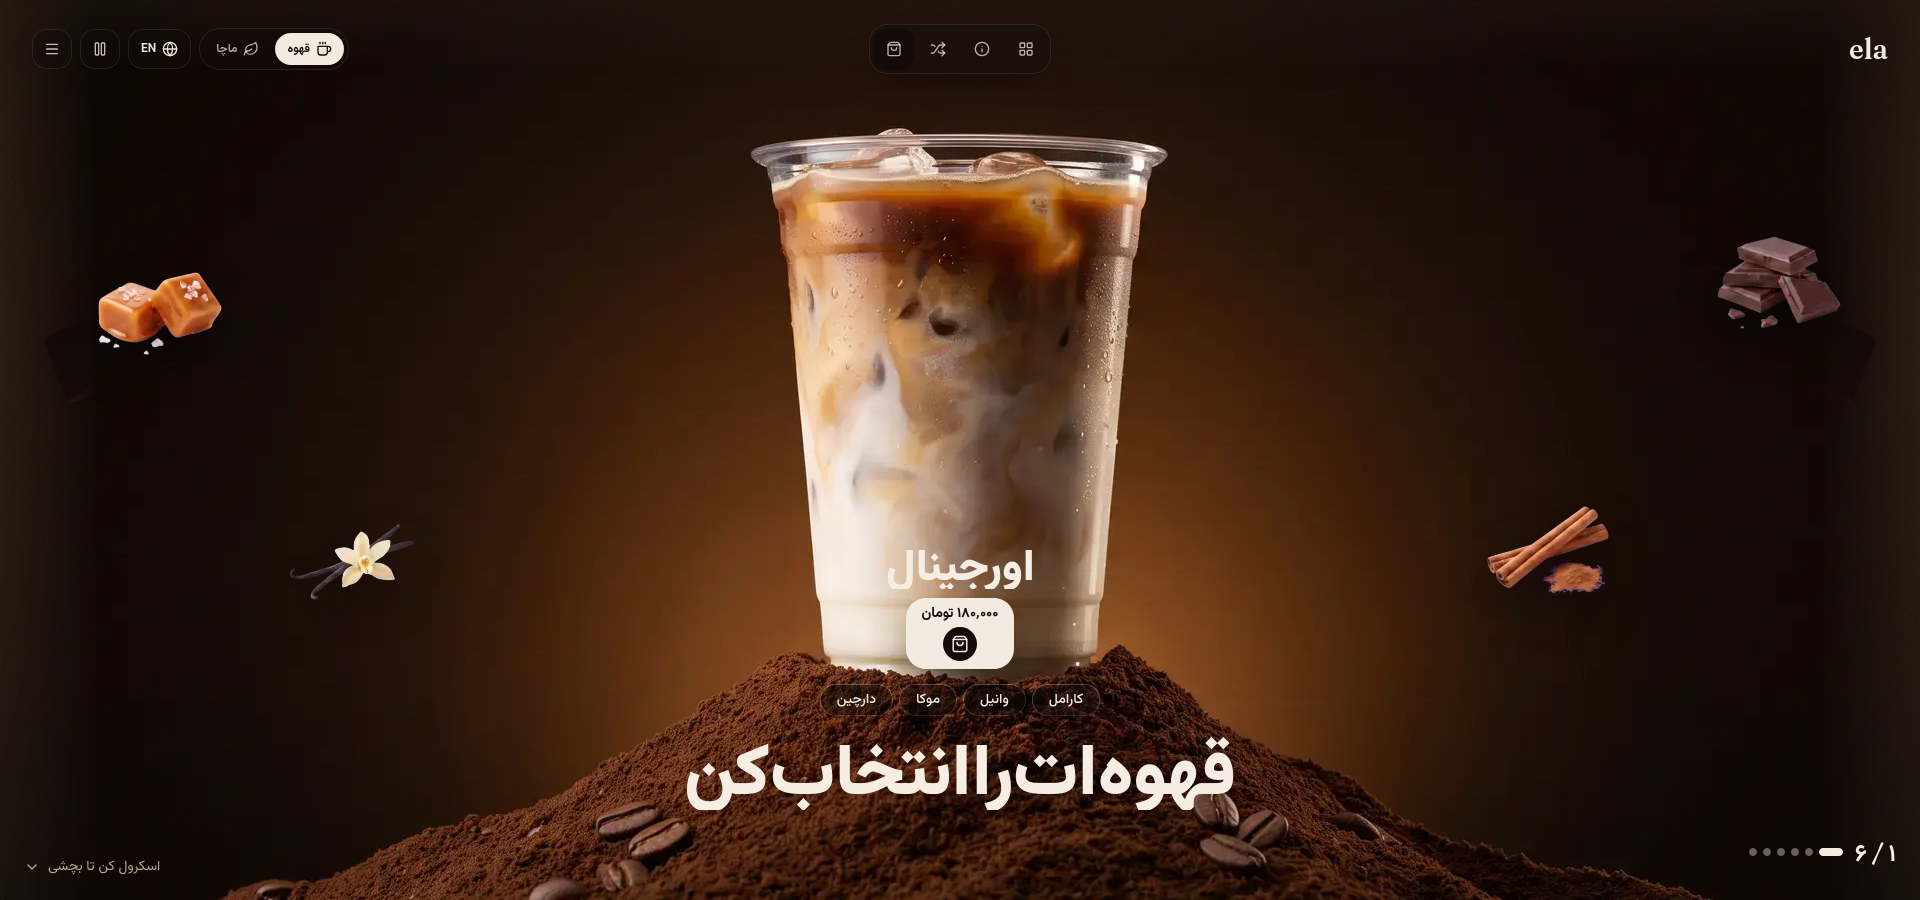 ela
قهوه
ماچا
EN
اورجینال
۱۸۰,۰۰۰ تومان
کارامل
وانیل
موکا
دارچین
قهوه‌ات‌را‌انتخاب‌کن
۶ / ۱
اسکرول کن تا بچشی